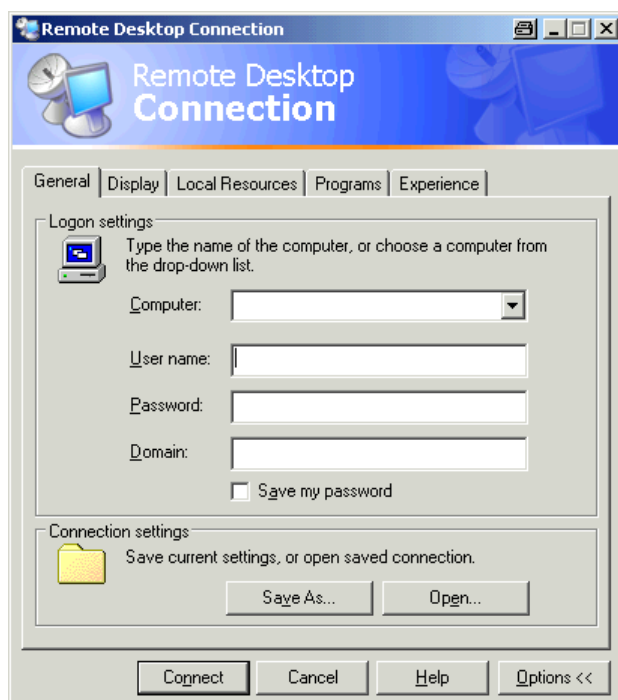 Remote Desktop Connection
Remote Desktop
Connection
General Display Local Resources Programs Experience
Logon settings
Type the name of the computer, or choose a computer from
the drop-down list.
Computer:
User name:
Password:
Domain:
Save my password
Connection settings
Save current settings, or open saved connection.
Save As... Open...
Connect Cancel Help Options <<